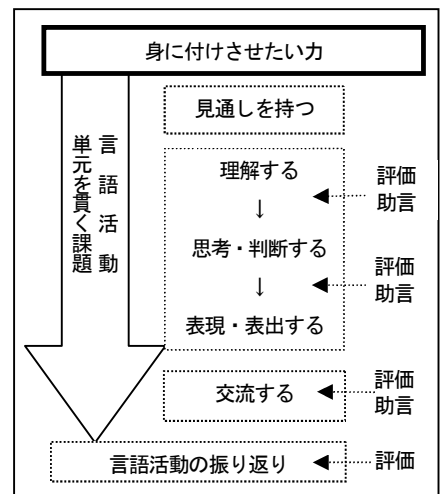 身に付けさせたい力
単元を貫く課題
言語活動
見通しを持つ
理解する
↓
思考・判断する
↓
表現・表出する
評価
助言
評価
助言
交流する
評価
助言
言語活動の振り返り
評価